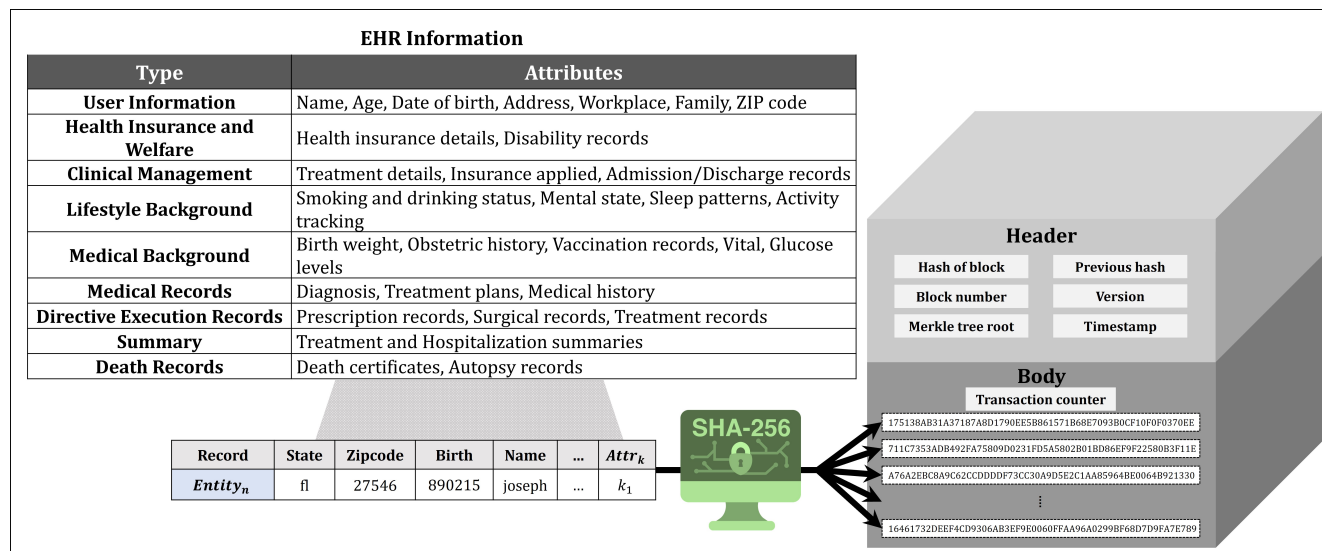 EHR Information
Type Attributes
User Information Name, Age, Date of birth, Address, Workplace, Family, ZIP code
Health Insurance and
Welfare Health insurance details, Disability records
Clinical Management Treatment details, Insurance applied, Admission/Discharge records
Lifestyle Background Smoking and drinking status, Mental state, Sleep patterns, Activity
tracking
Medical Background Birth weight, Obstetric history, Vaccination records, Vital, Glucose
levels
Medical Records Diagnosis, Treatment plans, Medical history
Directive Execution Records Prescription records, Surgical records, Treatment records
Summary Treatment and Hospitalization summaries
Death Records Death certificates, Autopsy records
Record State Zipcode Birth Name ... Attrₖ
Entityₙ fl 27546 890215 joseph ... k₁
SHA-256
Header
Hash of block Previous hash
Block number Version
Merkle tree root Timestamp
Body
Transaction counter
175138AB31A37187A8D1790EE5B861571B68E7093B0CF10F0F0370EE
711C7353ADB492FA75809D0231FD5A5802B01BD86EF9F22580B3F11E
A76A2EBC8A9C62CCDDDDF73CC30A9D5E2C1AA85964BE0064B921330
...
16461732DEEF4CD9306AB3EF9E0060FFAA96A0299BF68D7D9FA7E789